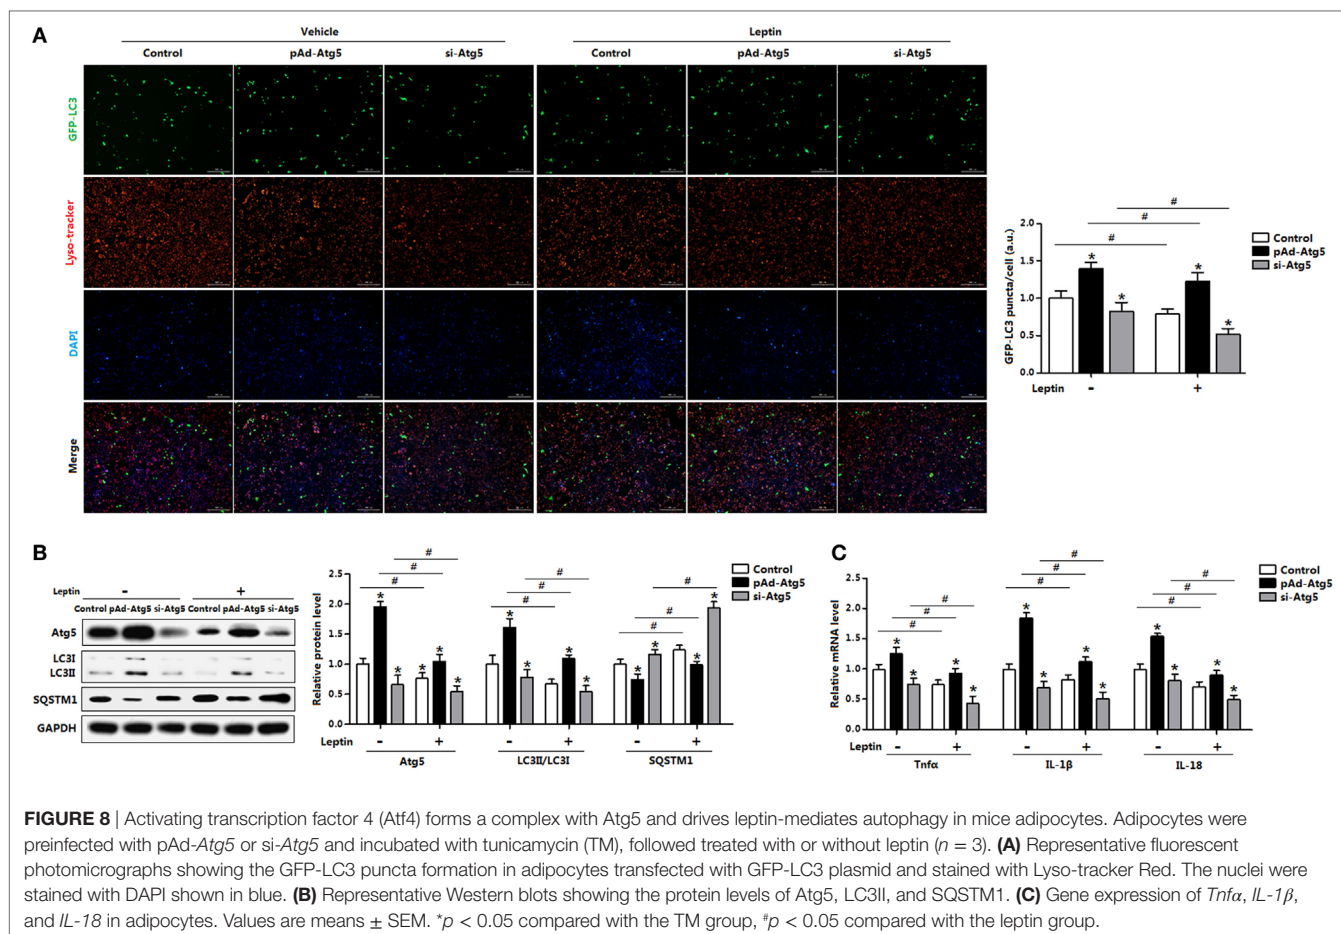 A
Vehicle
Leptin
Control
pAd-Atg5
si-Atg5
Control
pAd-Atg5
si-Atg5
GFP-LC3
Lyso-tracker
DAPI
Merge
GFP-LC3 puncta/cell (a.u.)
2.0
1.5
1.0
0.5
0.0
#
#
#
* * * *
Control
pAd-Atg5
si-Atg5
Leptin - +
B
Leptin - +
Control pAd-Atg5 si-Atg5 Control pAd-Atg5 si-Atg5
Atg5
LC3I
LC3II
SQSTM1
GAPDH
Relative protein level
2.5
2.0
1.5
1.0
0.5
0.0
# # #
# # #
# # #
* * * * * * * * * * * *
Control
pAd-Atg5
si-Atg5
Leptin - + - + - +
Atg5 LC3II/LC3I SQSTM1
C
Relative mRNA level
2.5
2.0
1.5
1.0
0.5
0.0
# # #
# # #
# # #
* * * * * * * * * * * *
Control
pAd-Atg5
si-Atg5
Leptin - + - + - +
Tnfα IL-1β IL-18
FIGURE 8 | Activating transcription factor 4 (Atf4) forms a complex with Atg5 and drives leptin-mediates autophagy in mice adipocytes. Adipocytes were
preinfected with pAd-Atg5 or si-Atg5 and incubated with tunicamycin (TM), followed treated with or without leptin (n = 3). (A) Representative fluorescent
photomicrographs showing the GFP-LC3 puncta formation in adipocytes transfected with GFP-LC3 plasmid and stained with Lyso-tracker Red. The nuclei were
stained with DAPI shown in blue. (B) Representative Western blots showing the protein levels of Atg5, LC3II, and SQSTM1. (C) Gene expression of Tnfα, IL-1β,
and IL-18 in adipocytes. Values are means ± SEM. *p < 0.05 compared with the TM group, #p < 0.05 compared with the leptin group.